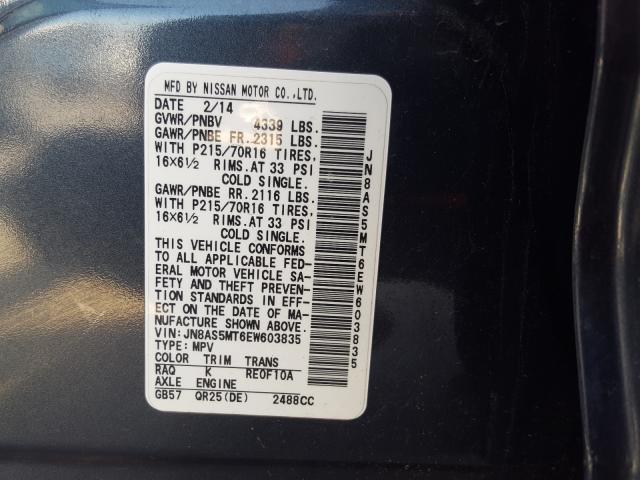 MFD BY NISSAN MOTOR CO.,LTD.
DATE 2/14
GVWR/PNBV 4339 LBS.
GAWR/PNBE FR.2315 LBS.
WITH P215/70R16 TIRES,
16×6½ RIMS.AT 33 PSI
COLD SINGLE.
GAWR/PNBE RR.2116 LBS.
WITH P215/70R16 TIRES,
16×6½ RIMS.AT 33 PSI
COLD SINGLE.
THIS VEHICLE CONFORMS
TO ALL APPLICABLE FED-
ERAL MOTOR VEHICLE SA-
FETY AND THEFT PREVEN-
TION STANDARDS IN EFF-
ECT ON THE DATE OF MA-
NUFACTURE SHOWN ABOVE.
VIN:JN8AS5MT6EW603835
TYPE:MPV
COLOR TRIM TRANS
RAQ K RE0F10A
AXLE ENGINE
GB57 QR25(DE) 2488CC
JN8AS5MT6EW603835